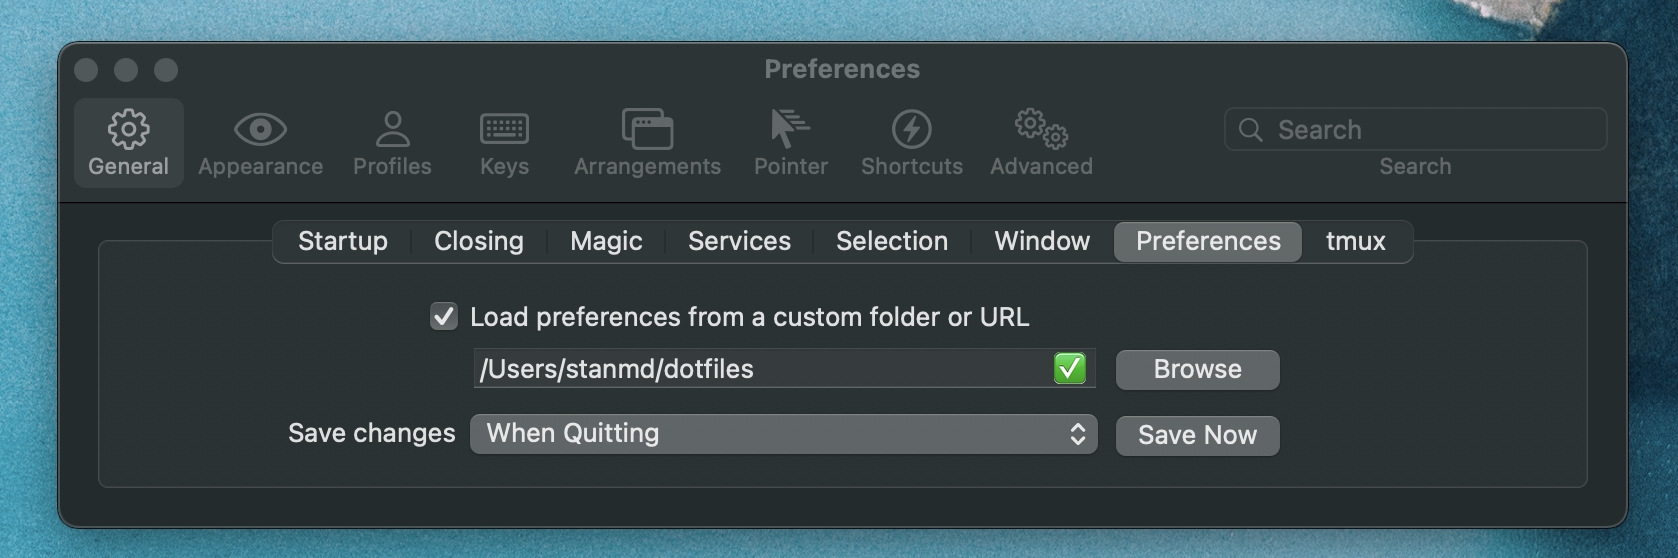 Preferences
General Appearance Profiles Keys Arrangements Pointer Shortcuts Advanced
Search
Search
Startup Closing Magic Services Selection Window Preferences tmux
Load preferences from a custom folder or URL
/Users/stanmd/dotfiles
Browse
Save changes When Quitting Save Now